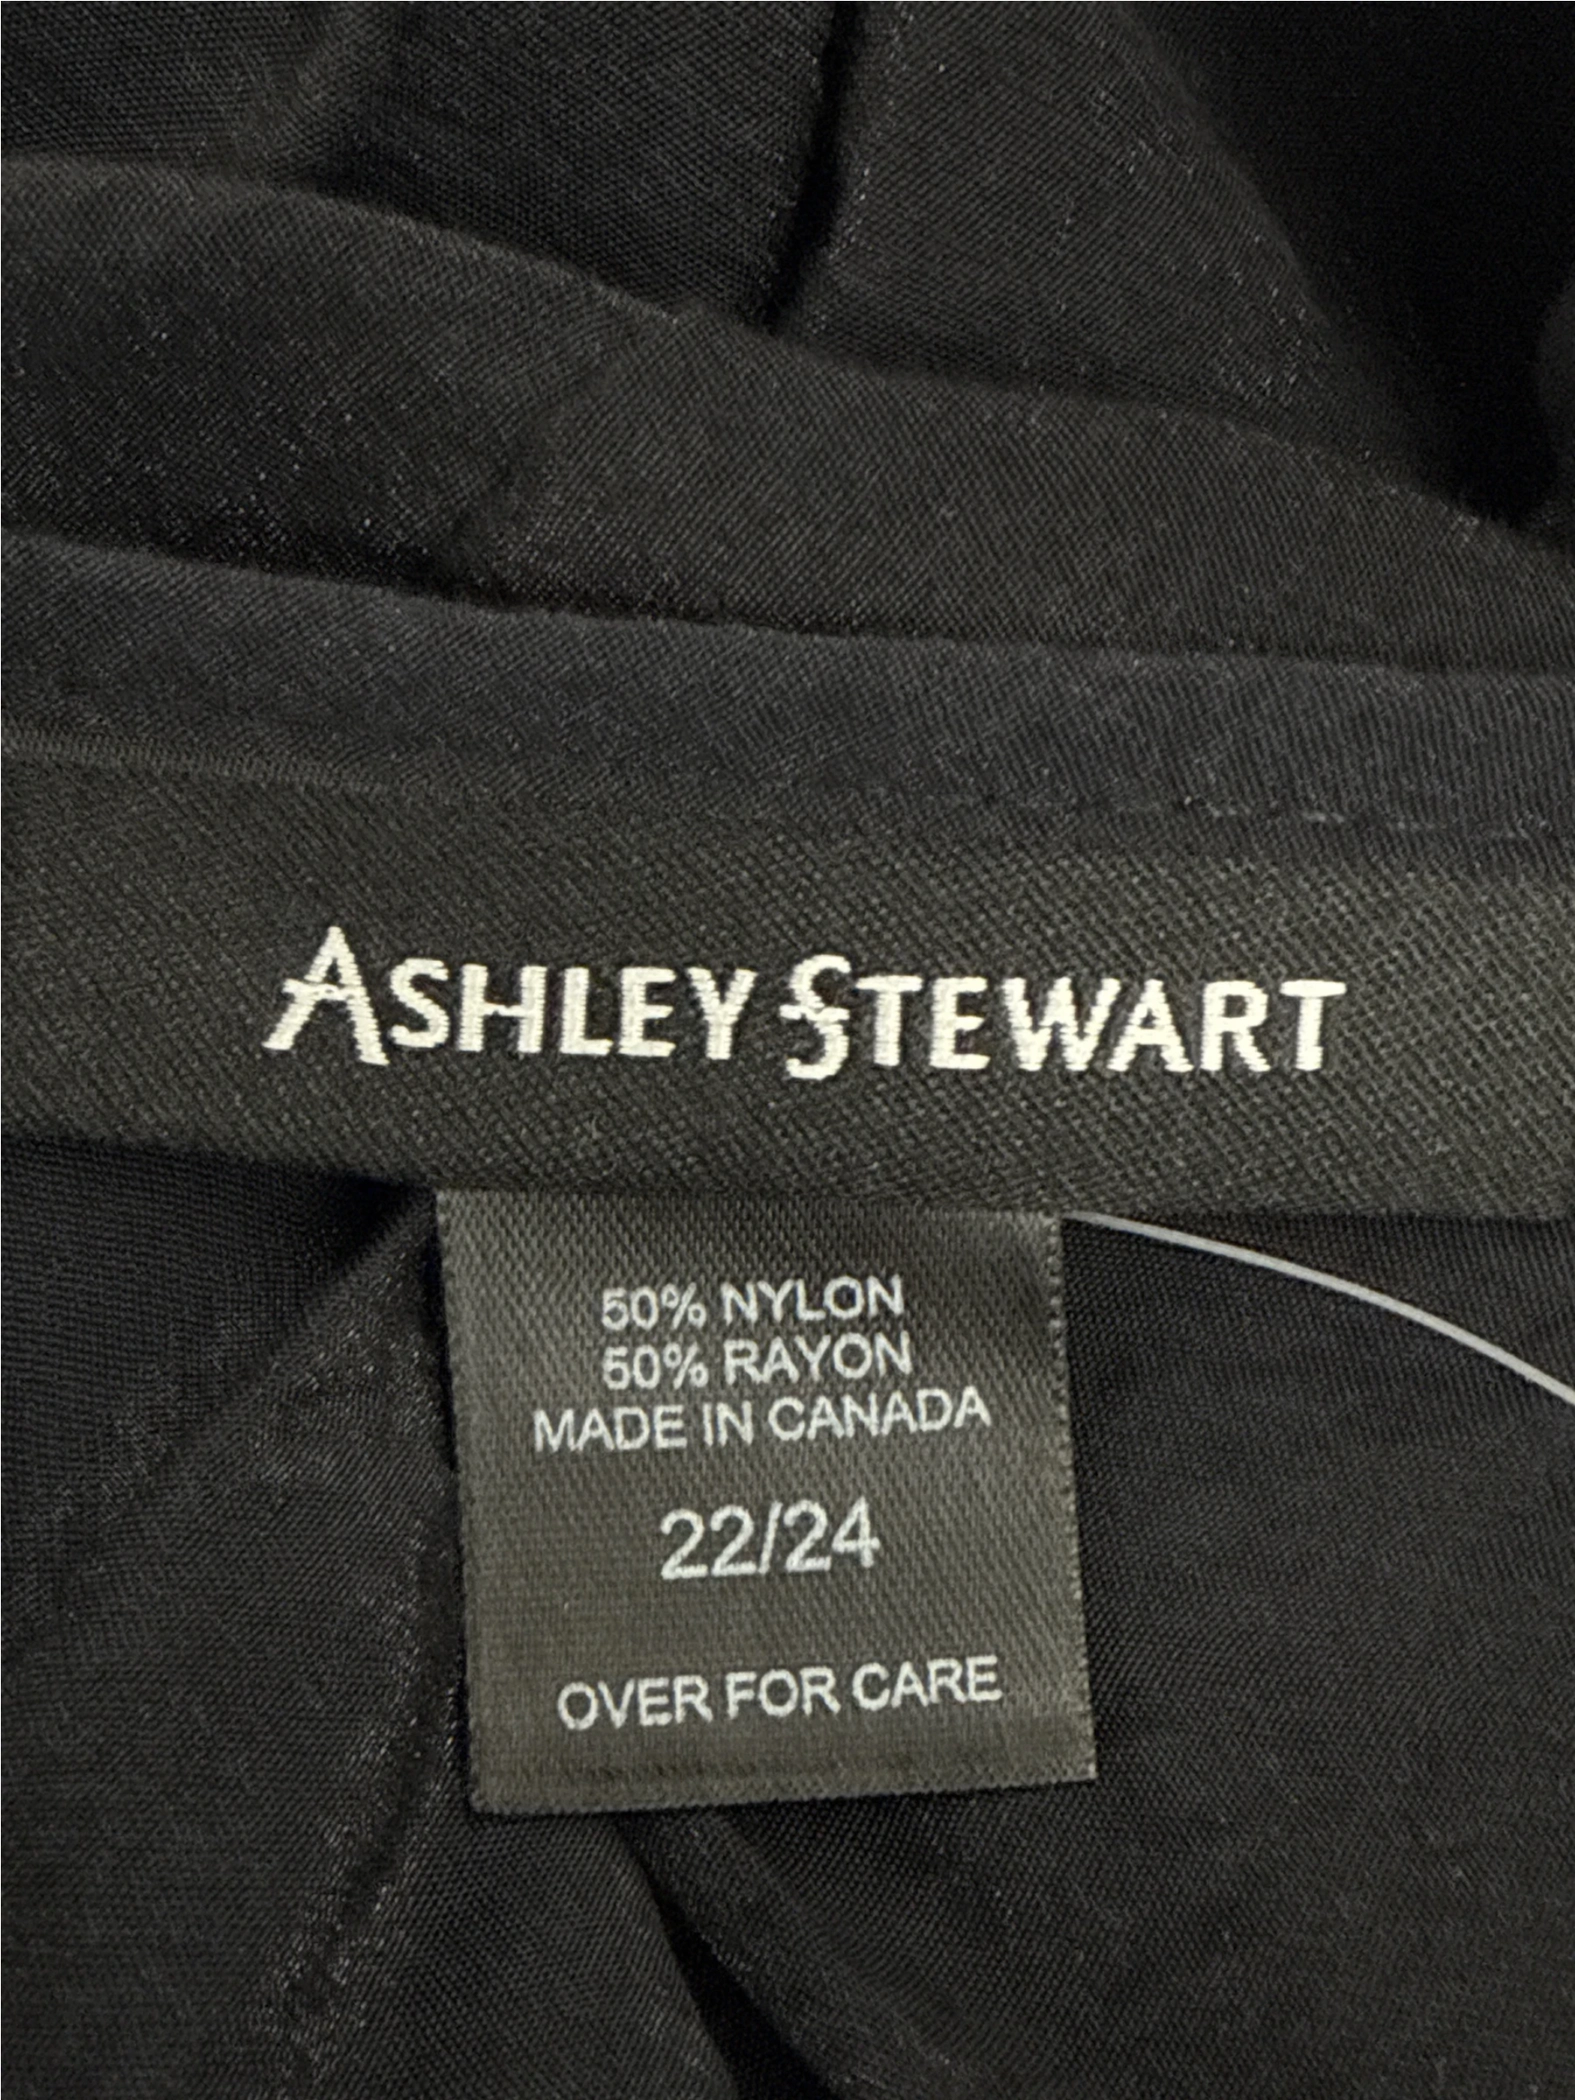 ASHLEY STEWART
50% NYLON
50% RAYON
MADE IN CANADA
22/24
OVER FOR CARE